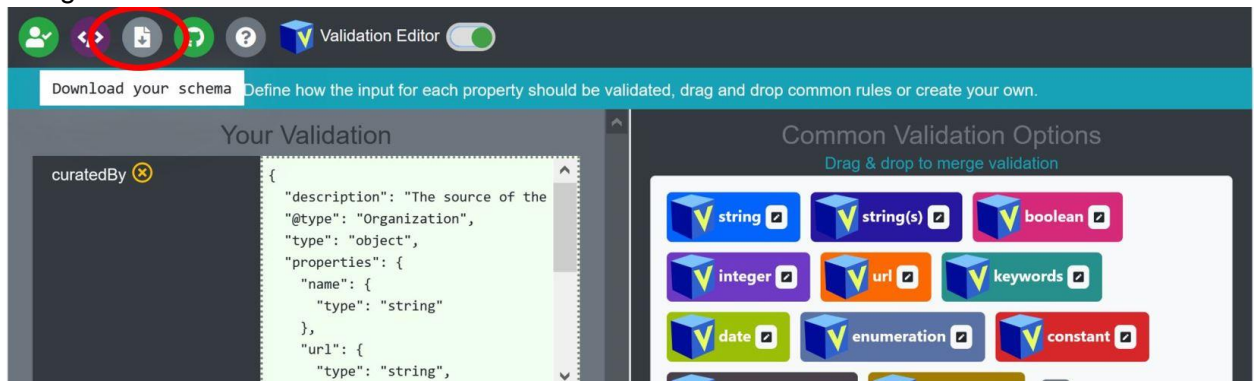 Validation Editor
Download your schema
Define how the input for each property should be validated, drag and drop common rules or create your own.
Your Validation
curatedBy
{
"description": "The source of the
"@type": "Organization",
"type": "object",
"properties": {
"name": {
"type": "string"
},
"url": {
"type": "string",
Common Validation Options
Drag & drop to merge validation
string
string(s)
boolean
integer
url
keywords
date
enumeration
constant